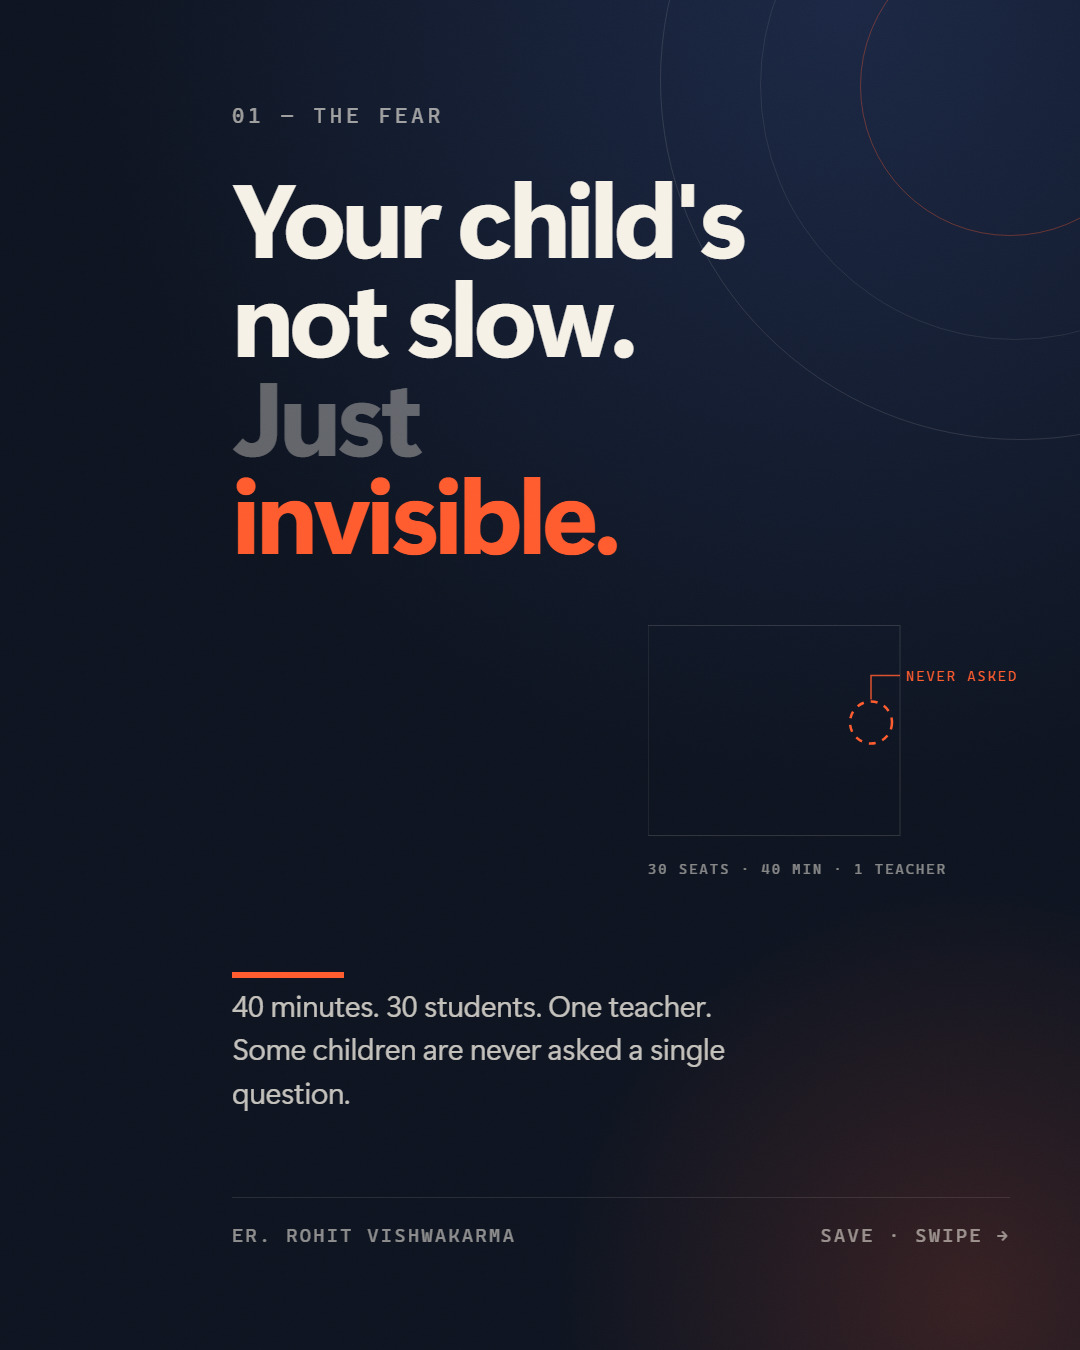 01 — THE FEAR
Your child's
not slow.
Just
invisible.
NEVER ASKED
30 SEATS · 40 MIN · 1 TEACHER
40 minutes. 30 students. One teacher.
Some children are never asked a single
question.
ER. ROHIT VISHWAKARMA
SAVE · SWIPE →